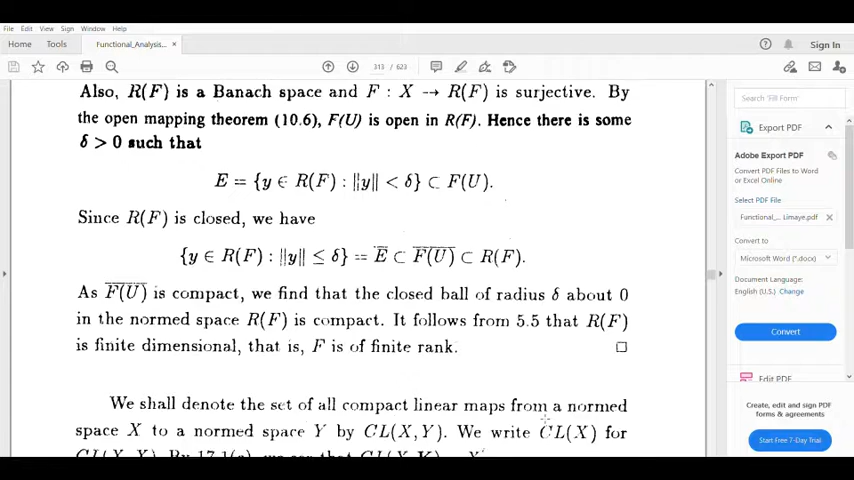 File Edit View Sign Window Help
Home Tools Functional_Analysis... ×
Sign In
313 / 623
Also, R(F) is a Banach space and F : X → R(F) is surjective. By
the open mapping theorem (10.6), F(U) is open in R(F). Hence there is some
δ > 0 such that
E = {y ∈ R(F) : ||y|| < δ} ⊂ F(U).
Since R(F) is closed, we have
{y ∈ R(F) : ||y|| ≤ δ} = E̅ ⊂ \overline{F(U)} ⊂ R(F).
As \overline{F(U)} is compact, we find that the closed ball of radius δ about 0
in the normed space R(F) is compact. It follows from 5.5 that R(F)
is finite dimensional, that is, F is of finite rank. □
We shall denote the set of all compact linear maps from a normed
space X to a normed space Y by CL(X, Y). We write CL(X) for
Search 'Fill Form'
Export PDF
Adobe Export PDF
Convert PDF Files to Word
or Excel Online
Select PDF File
Functional_... Limaye.pdf ×
Convert to
Microsoft Word (*.docx)
Document Language:
English (U.S.) Change
Convert
Edit PDF
Create, edit and sign PDF
forms & agreements
Start Free 7-Day Trial